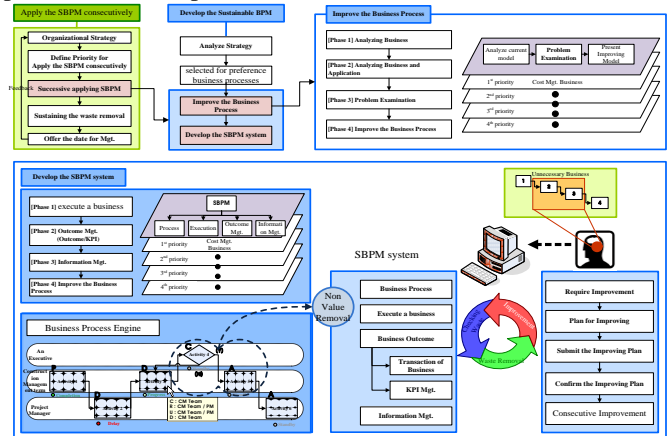 Apply the SBPM consecutively
Organizational Strategy
Define Priority for
Apply the SBPM consecutively
Feedback
Successive applying SBPM
Sustaining the waste removal
Offer the date for Mgt.
Develop the Sustainable BPM
Analyze Strategy
selected for preference
business processes
Improve the Business
Process
Develop the SBPM system
Improve the Business Process
[Phase 1] Analyzing Business
[Phase 2] Analyzing Business and
Application
[Phase 3] Problem Examination
[Phase 4] Improve the Business Process
Analyze current
model
Problem
Examination
Present
Improving
Model
1st priority Cost Mgt. Business
2nd priority
3rd priority
4th priority
Develop the SBPM system
[Phase 1] execute a business
[Phase 2] Outcome Mgt.
(Outcome/KPI)
[Phase 3] Information Mgt.
[Phase 4] Improve the Business
Process
SBPM
Process
Execution
Outcome
Mgt.
Informati
on Mgt.
1st priority
Cost Mgt.
Business
2nd priority
3rd priority
4th priority
Business Process Engine
An
Executive
Construct
ion
Project
Manager
C
Activity 4
D
D
A
A
Delay
C : CM Team
B : CM Team / PM
U : CM Team / PM
D : CM Team
Non
Value
Removal
SBPM system
Business Process
Execute a business
Business Outcome
Transaction of
Business
KPI Mgt.
Information Mgt.
Improvement
Waste Removal
Unnecessary Business
1
2
3
4
Require Improvement
Plan for Improving
Submit the Improving Plan
Confirm the Improving Plan
Consecutive Improvement